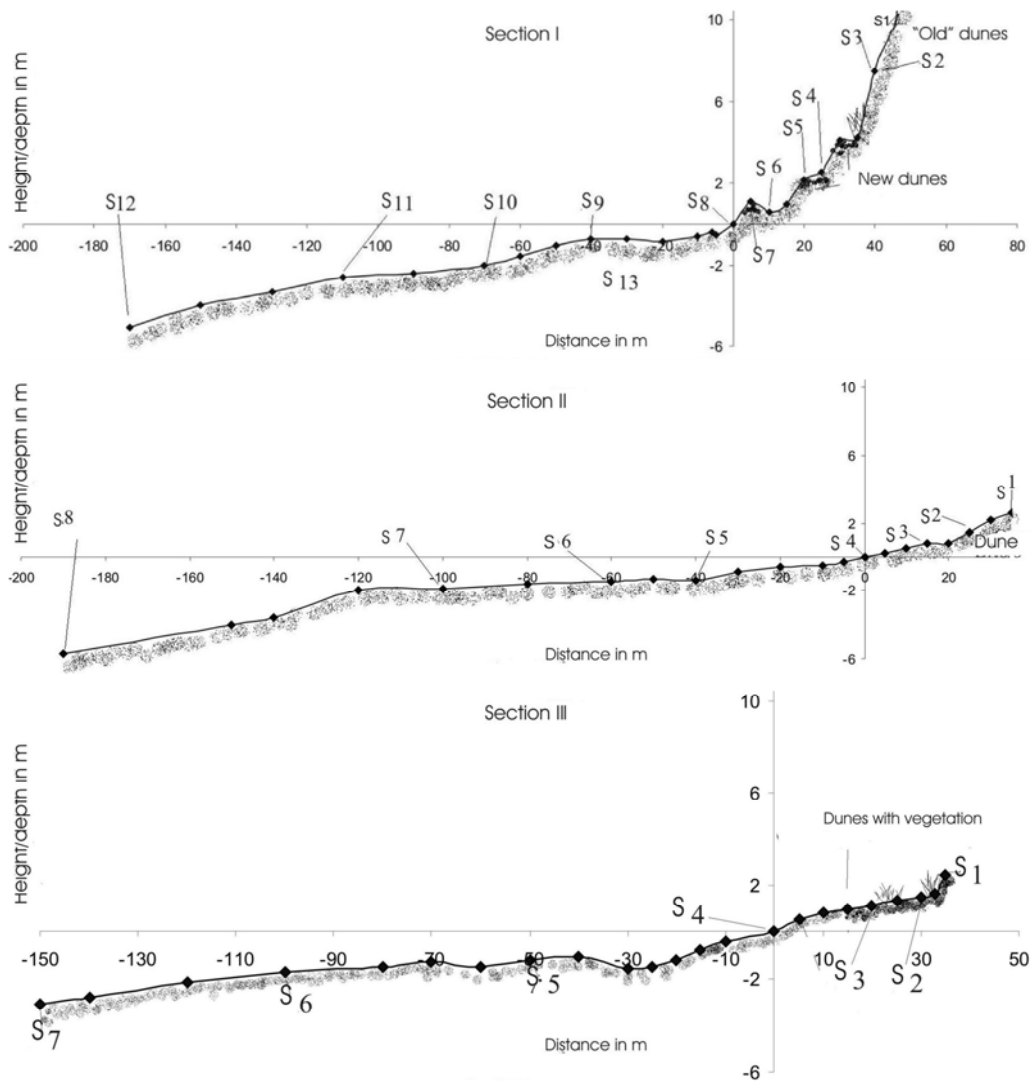 Section I
Height/depth in m
10
6
2
-2
-6
S1
"Old" dunes
S3
S2
S4
S5
S6
New dunes
S7
S8
S9
S10
S11
S12
S13
-200 -180 -160 -140 -120 -100 -80 -60 -40 -20 0 20 40 60 80
Distance in m
Section II
Height/depth in m
10
6
2
-2
-6
S1
S2
S3
S4
S5
S6
S7
S8
Dune
-200 -180 -160 -140 -120 -100 -80 -60 -40 -20 0 20
Distance in m
Section III
Height/depth in m
10
6
2
-2
-6
Dunes with vegetation
S1
S4
-150 -130 -110 -90 -70 -50 -30 -10 10 30 50
S7
S6
S5
S3
S2
Distance in m